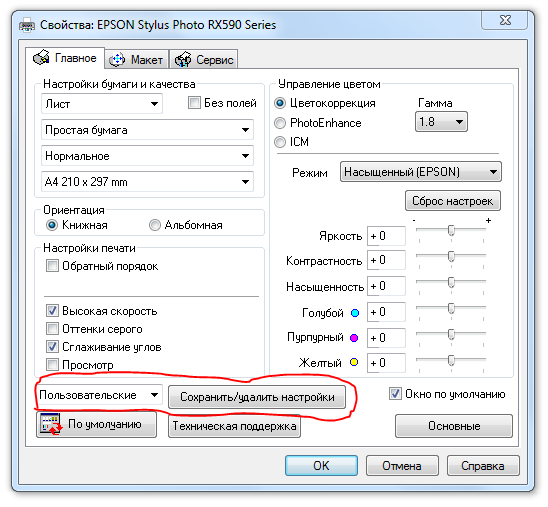 Свойства: EPSON Stylus Photo RX590 Series
Главное Макет Сервис
Настройки бумаги и качества
Лист Без полей
Простая бумага
Нормальное
A4 210 x 297 mm
Ориентация
Книжная Альбомная
Настройки печати
Обратный порядок
Высокая скорость
Оттенки серого
Сглаживание углов
Просмотр
Управление цветом
Цветокоррекция Гамма
PhotoEnhance 1.8
ICM
Режим Насыщенный (EPSON)
Сброс настроек
- +
Яркость + 0
Контрастность + 0
Насыщенность + 0
Голубой + 0
Пурпурный + 0
Желтый + 0
Пользовательские Сохранить/удалить настройки Окно по умолчанию
По умолуанию Техническая поддержка Основные
OK Отмена Справка